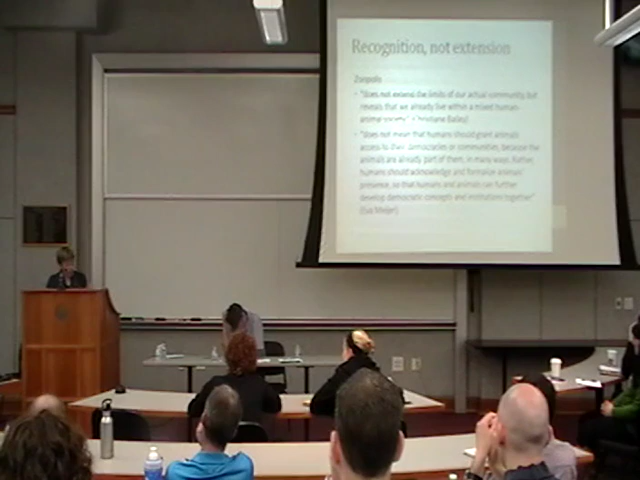 Recognition, not extension
Zoopolis
• "does not extend the limits of our actual community, but
reveals that we already live within a mixed human-
animal society" (Christiane Bailey)
• "does not mean that humans should grant animals
access to their democracies or communities, because the
animals are already part of them, in many ways. Rather,
humans should acknowledge and formalize animals'
presence, so that humans and animals can further
develop democratic concepts and institutions together"
(Eva Meijer)